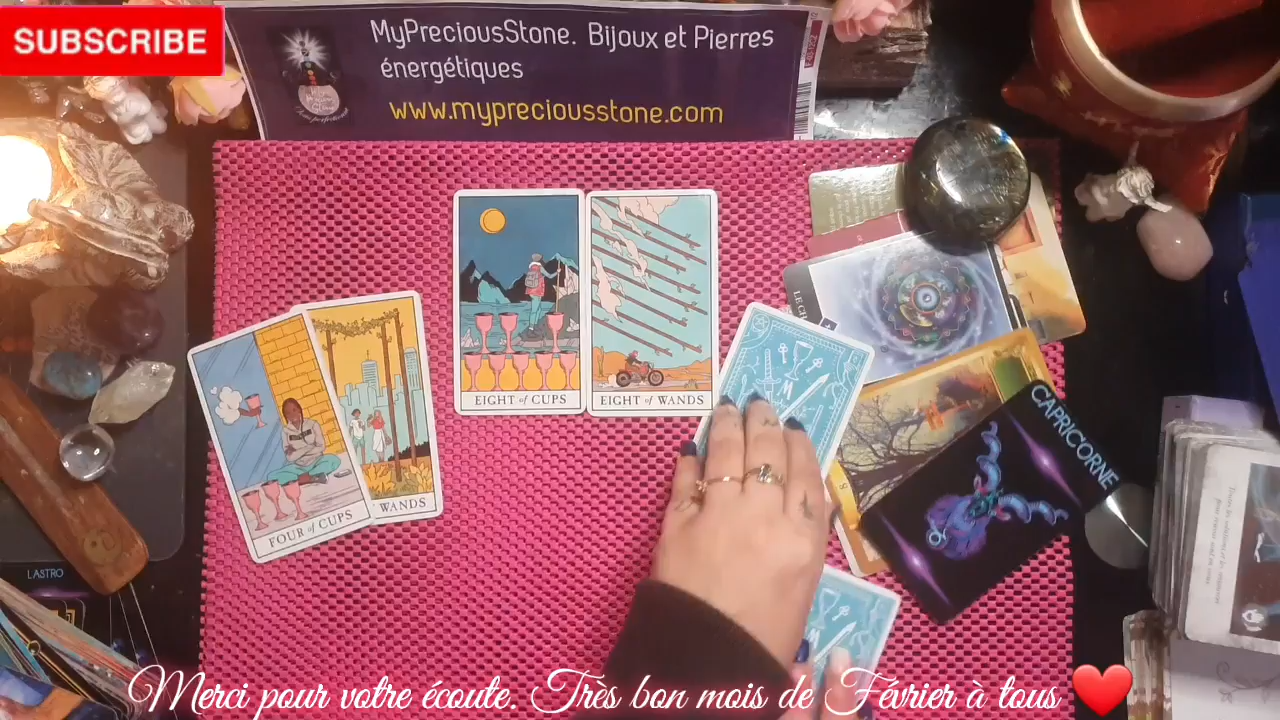 SUBSCRIBE
MyPreciousStone. Bijoux et Pierres
énergétiques
www.mypreciousstone.com
EIGHT of CUPS
EIGHT of WANDS
FOUR of CUPS
WANDS
CAPRICORNE
LASTRO
Merci pour votre écoute. Très bon mois de Février à tous ❤️